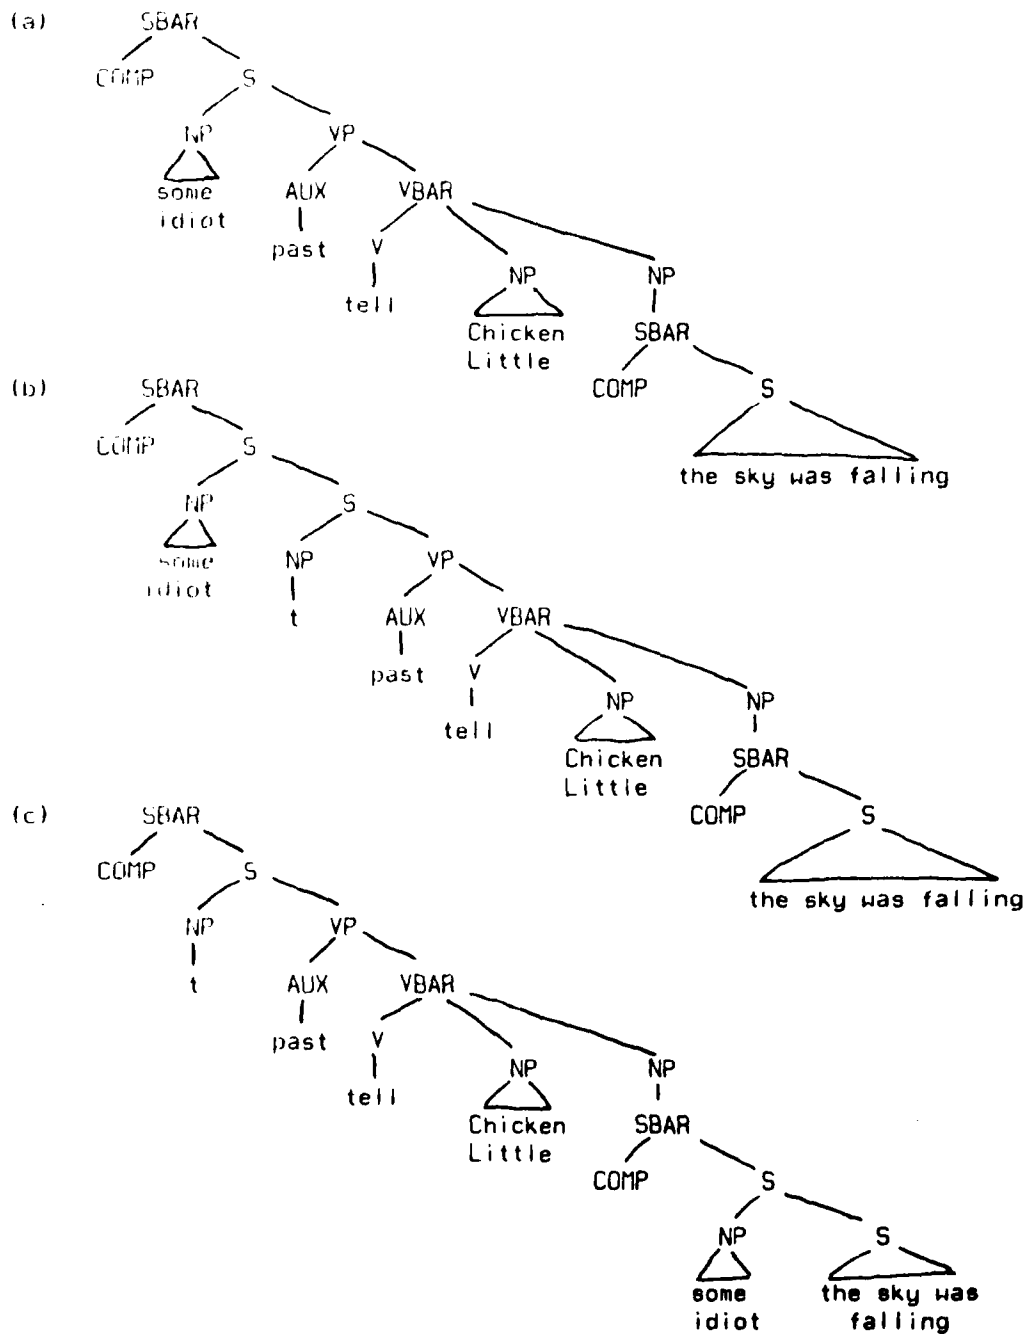 (a) SBAR
COMP S
NP VP
some idiot
AUX VBAR
past V
NP NP
tell
Chicken Little
SBAR
COMP S
the sky was falling
(b) SBAR
COMP S
NP S
some idiot
NP VP
t AUX VBAR
past V
NP NP
tell
Chicken Little
SBAR
COMP S
the sky was falling
(c) SBAR
COMP S
NP VP
t AUX VBAR
past V
NP NP
tell
Chicken Little
SBAR
COMP S
NP S
some idiot
the sky was falling